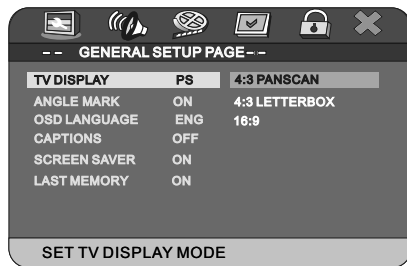 -- GENERAL SETUP PAGE--
TV DISPLAY PS 4:3 PANSCAN
ANGLE MARK ON 4:3 LETTERBOX
OSD LANGUAGE ENG 16:9
CAPTIONS OFF
SCREEN SAVER ON
LAST MEMORY ON
SET TV DISPLAY MODE